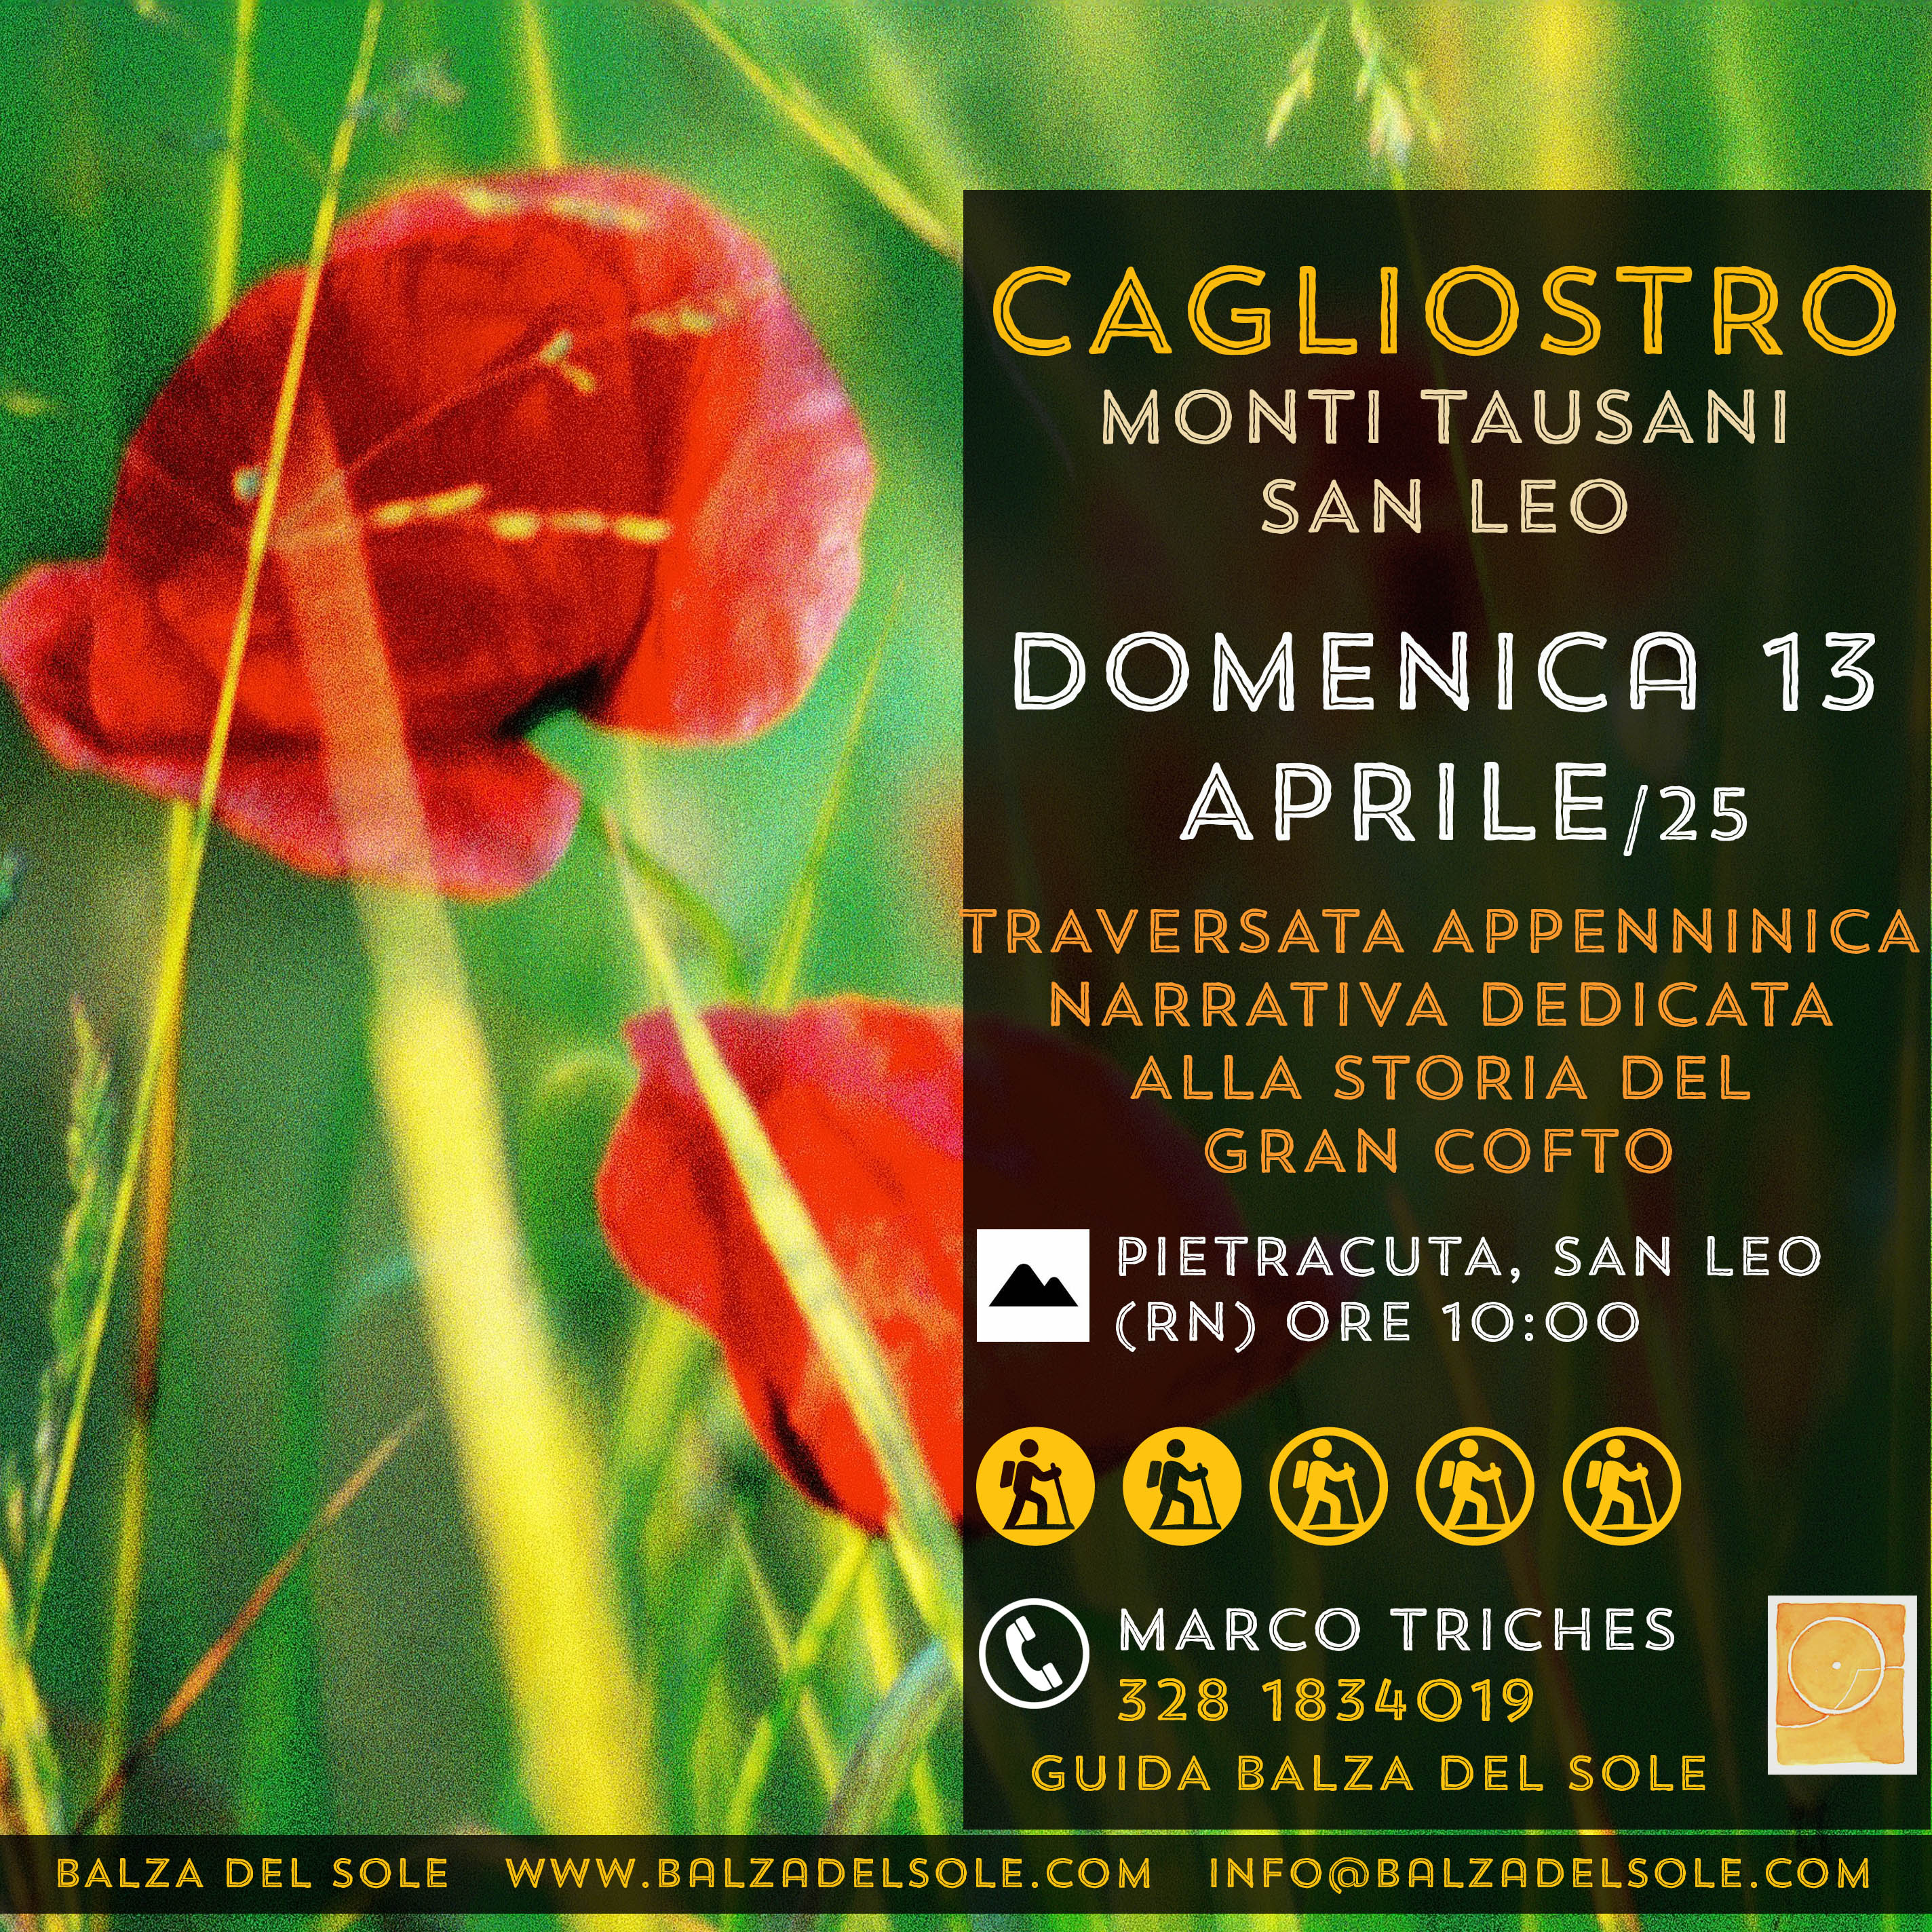 CAGLIOSTRO
MONTI TAUSANI
SAN LEO
DOMENICA 13
APRILE/25
TRAVERSATA APPENNINICA
NARRATIVA DEDICATA
ALLA STORIA DEL
GRAN COFTO
PIETRACUTA, SAN LEO
(RN) ORE 10:00
MARCO TRICHES
328 1834019
GUIDA BALZA DEL SOLE
BALZA DEL SOLE WWW.BALZADELSOLE.COM INFO@BALZADELSOLE.COM